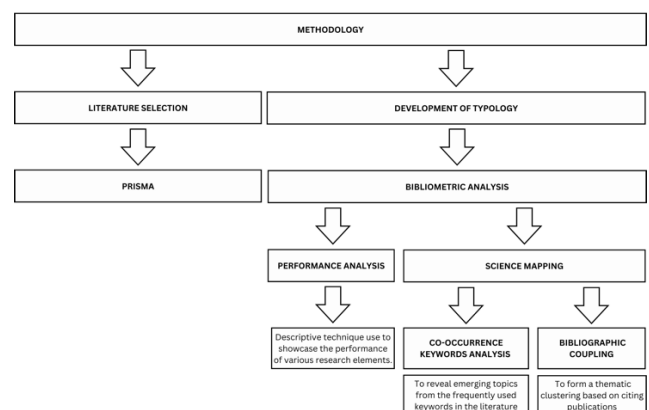 METHODOLOGY
LITERATURE SELECTION
DEVELOPMENT OF TYPOLOGY
PRISMA
BIBLIOMETRIC ANALYSIS
PERFORMANCE ANALYSIS
SCIENCE MAPPING
Descriptive technique use to
showcase the performance
of various research elements.
CO-OCCURRENCE
KEYWORDS ANALYSIS
BIBLIOGRAPHIC
COUPLING
To reveal emerging topics
from the frequently used
keywords in the literature
To form a thematic
clustering based on citing
publications